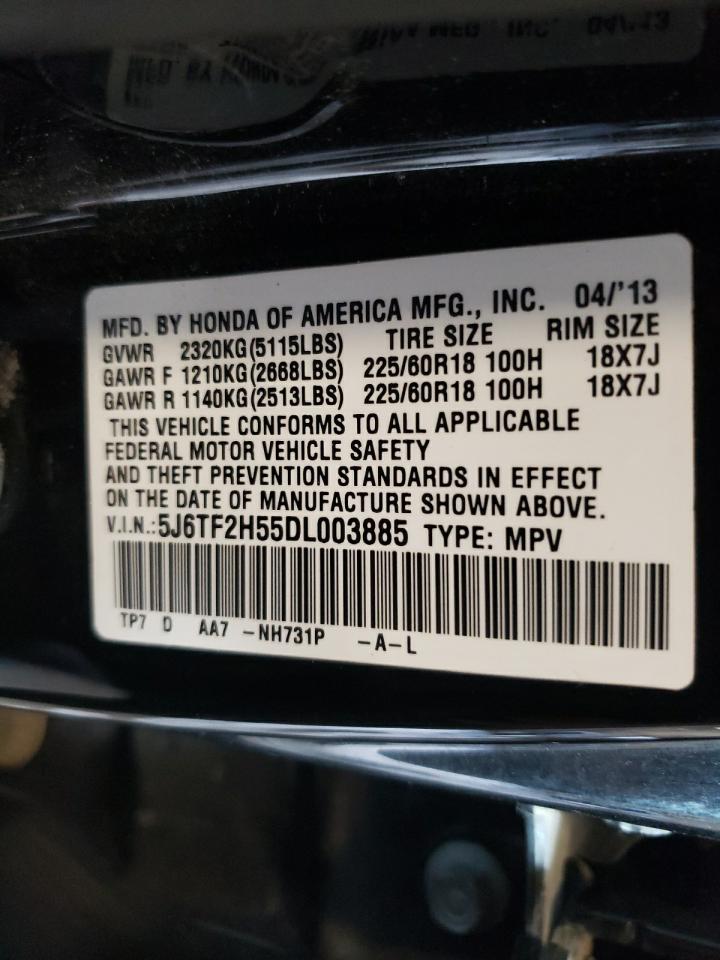 MFD. BY HONDA OF AMERICA MFG., INC. 04/'13
GVWR 2320KG(5115LBS) TIRE SIZE RIM SIZE
GAWR F 1210KG(2668LBS) 225/60R18 100H 18X7J
GAWR R 1140KG(2513LBS) 225/60R18 100H 18X7J
THIS VEHICLE CONFORMS TO ALL APPLICABLE
FEDERAL MOTOR VEHICLE SAFETY
AND THEFT PREVENTION STANDARDS IN EFFECT
ON THE DATE OF MANUFACTURE SHOWN ABOVE.
V.I.N.:5J6TF2H55DL003885 TYPE: MPV
TP7 D AA7 -NH731P -A-L